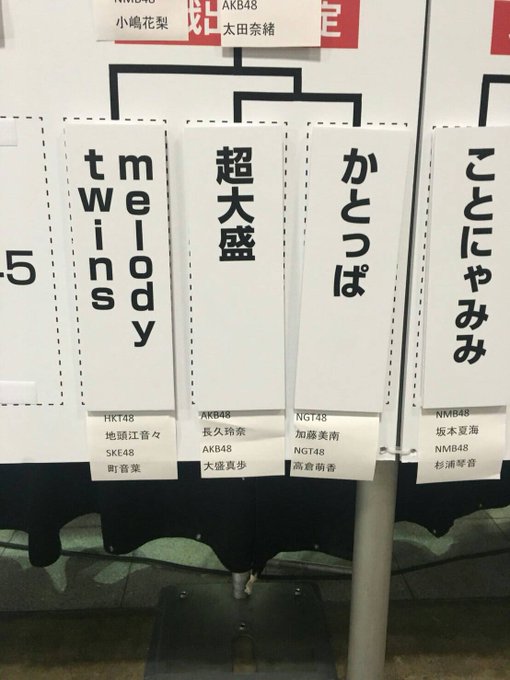 NMB48
小嶋花梨
AKB48
太田奈緒
定
melody
twins
HKT48
地頭江音々
SKE48
町音葉
超大盛
AKB48
長久玲奈
AKB48
大盛真歩
かとっぱ
NGT48
加藤美南
NGT48
高倉萌香
ことにゃみみ
NMB48
坂本夏海
NMB48
杉浦琴音